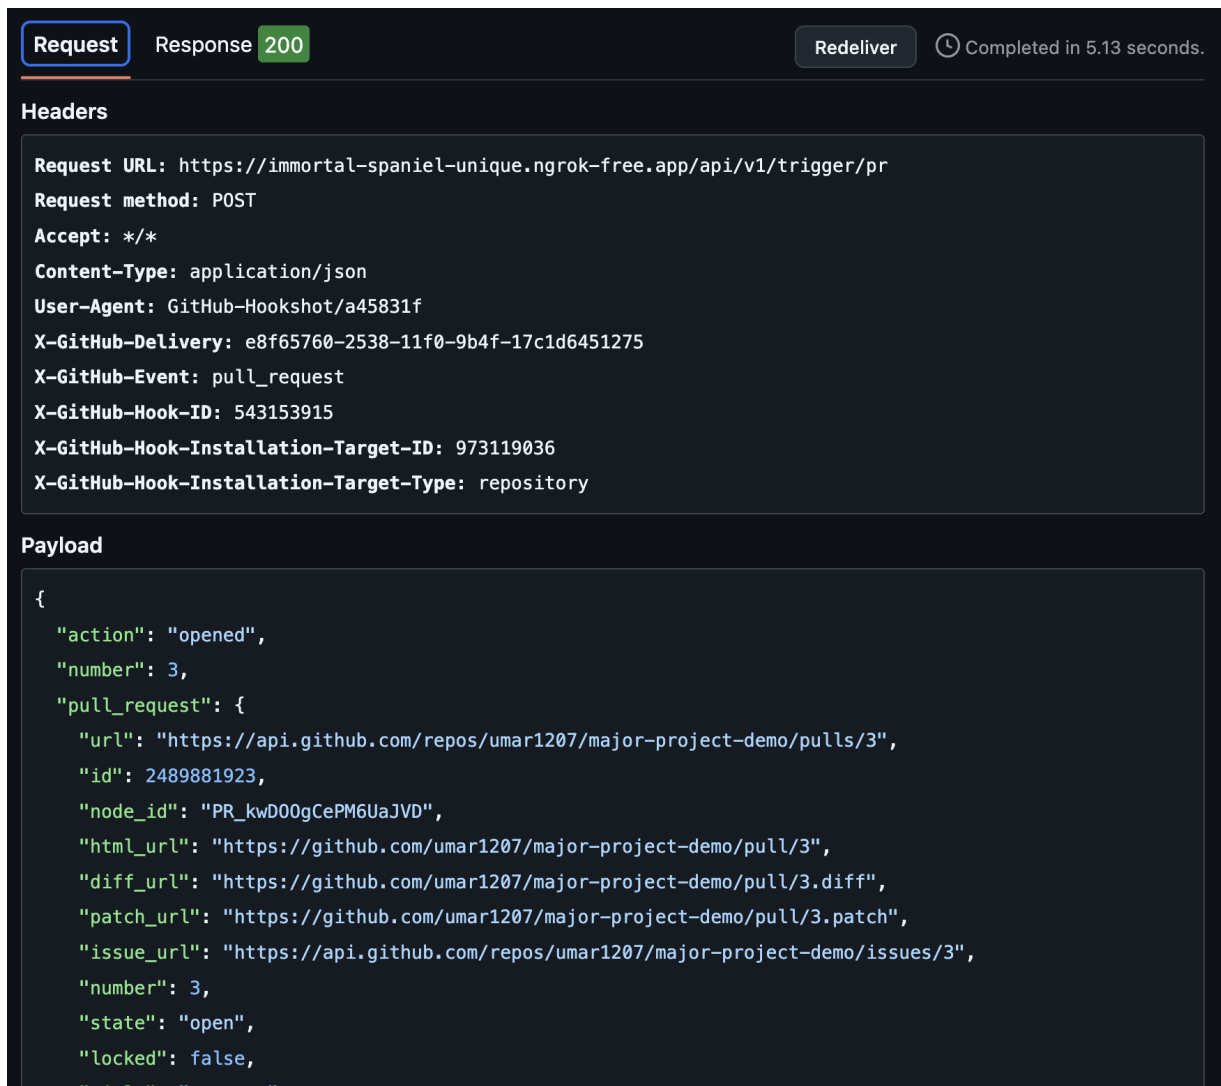 Request Response 200 Redeliver Completed in 5.13 seconds.
Headers
Request URL: https://immortal-spaniel-unique.ngrok-free.app/api/v1/trigger/pr
Request method: POST
Accept: */*
Content-Type: application/json
User-Agent: GitHub-Hookshot/a45831f
X-GitHub-Delivery: e8f65760-2538-11f0-9b4f-17c1d6451275
X-GitHub-Event: pull_request
X-GitHub-Hook-ID: 543153915
X-GitHub-Hook-Installation-Target-ID: 973119036
X-GitHub-Hook-Installation-Target-Type: repository
Payload
{
"action": "opened",
"number": 3,
"pull_request": {
"url": "https://api.github.com/repos/umar1207/major-project-demo/pulls/3",
"id": 2489881923,
"node_id": "PR_kwDOOgCePM6UaJVD",
"html_url": "https://github.com/umar1207/major-project-demo/pull/3",
"diff_url": "https://github.com/umar1207/major-project-demo/pull/3.diff",
"patch_url": "https://github.com/umar1207/major-project-demo/pull/3.patch",
"issue_url": "https://api.github.com/repos/umar1207/major-project-demo/issues/3",
"number": 3,
"state": "open",
"locked": false,